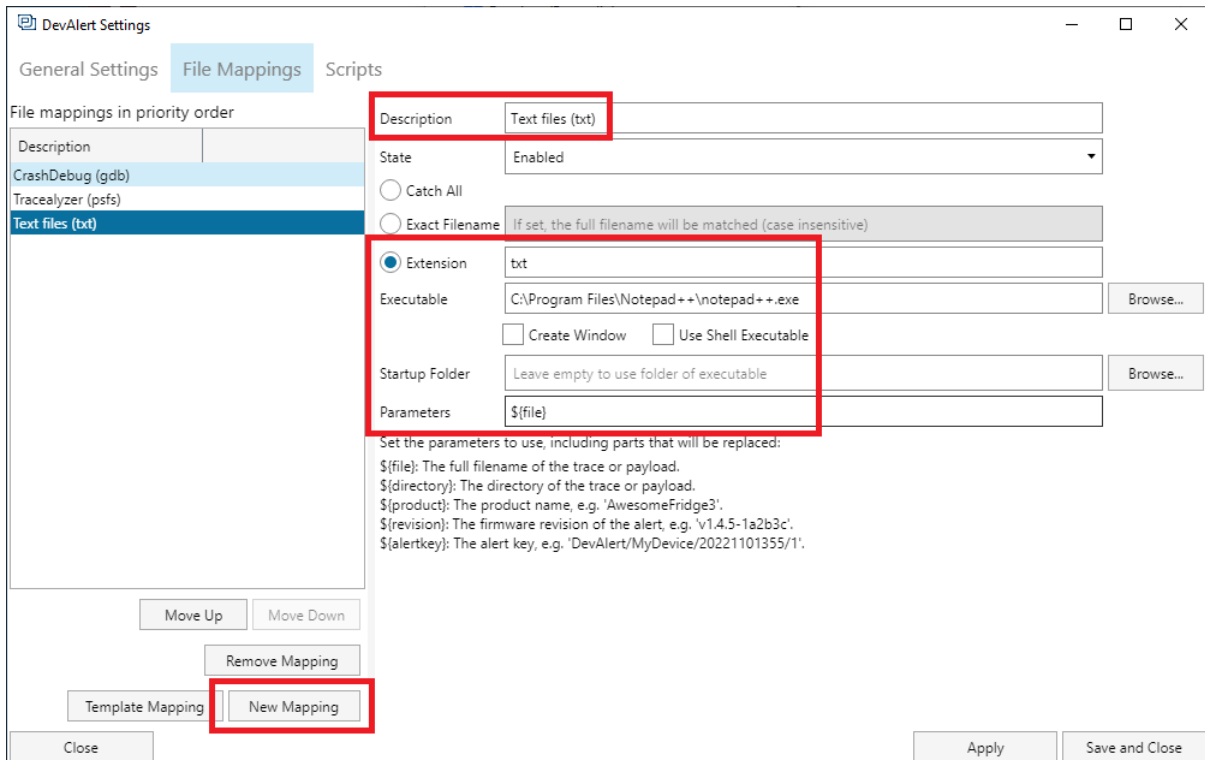 DevAlert Settings
General Settings File Mappings Scripts
File mappings in priority order
Description
CrashDebug (gdb)
Tracealyzer (psfs)
Text files (txt)
Move Up Move Down
Remove Mapping
Template Mapping New Mapping
Close
Description Text files (txt)
State Enabled
Catch All
Exact Filename If set, the full filename will be matched (case insensitive)
Extension txt
Executable C:\Program Files\Notepad++\notepad++.exe Browse...
Create Window Use Shell Executable
Startup Folder Leave empty to use folder of executable Browse...
Parameters ${file}
Set the parameters to use, including parts that will be replaced:
${file}: The full filename of the trace or payload.
${directory}: The directory of the trace or payload.
${product}: The product name, e.g. 'AwesomeFridge3'.
${revision}: The firmware revision of the alert, e.g. 'v1.4.5-1a2b3c'.
${alertkey}: The alert key, e.g. 'DevAlert/MyDevice/20221101355/1'.
Apply Save and Close